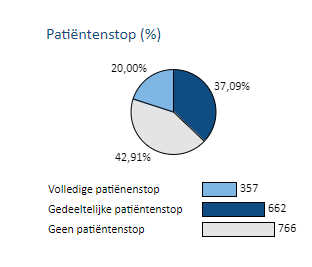 Patiëntenstop (%)
20,00%
37,09%
42,91%
Volledige patiënenstop 357
Gedeeltelijke patiëntenstop 662
Geen patiëntenstop 766